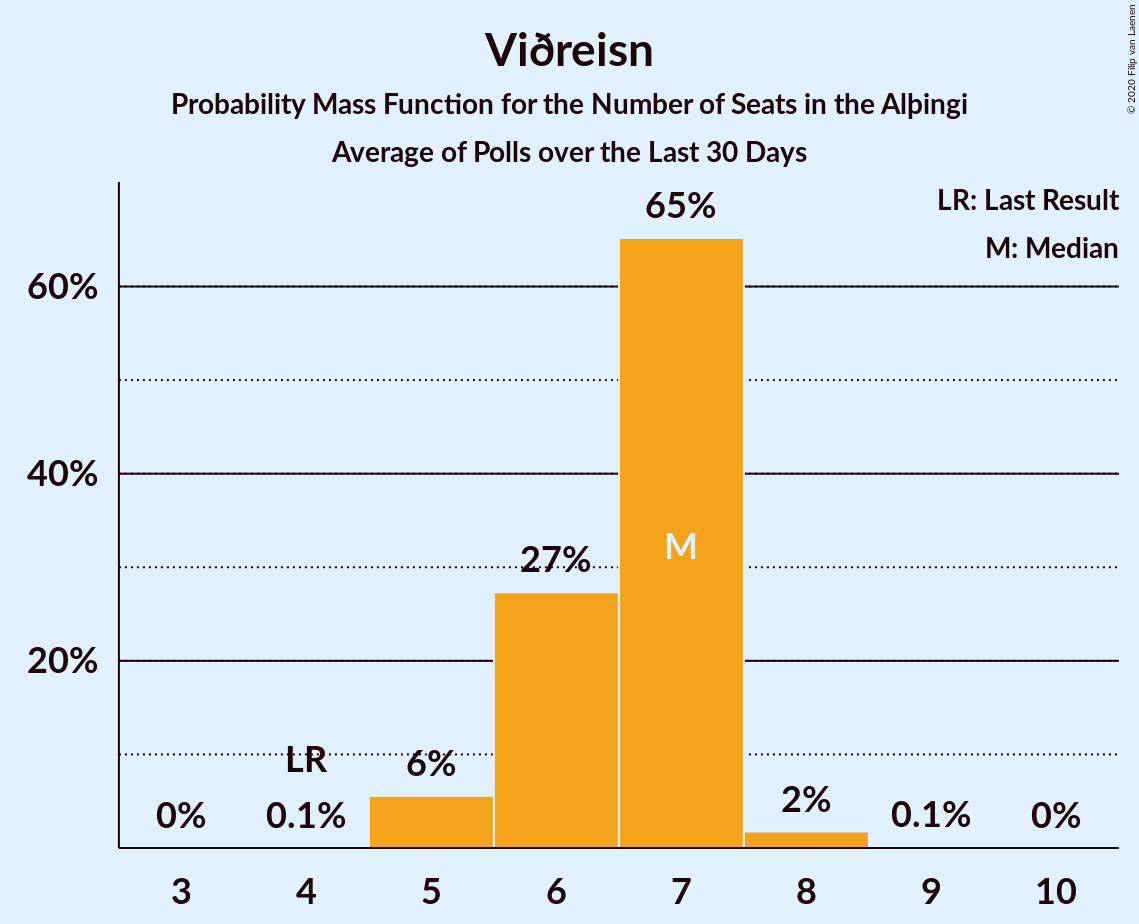 Viðreisn
Probability Mass Function for the Number of Seats in the Alþingi
Average of Polls over the Last 30 Days
© 2020 Filip van Laenen
LR: Last Result
M: Median
60%
40%
20%
0%
LR
0.1%
6%
27%
65%
M
2%
0.1%
0%
3 4 5 6 7 8 9 10